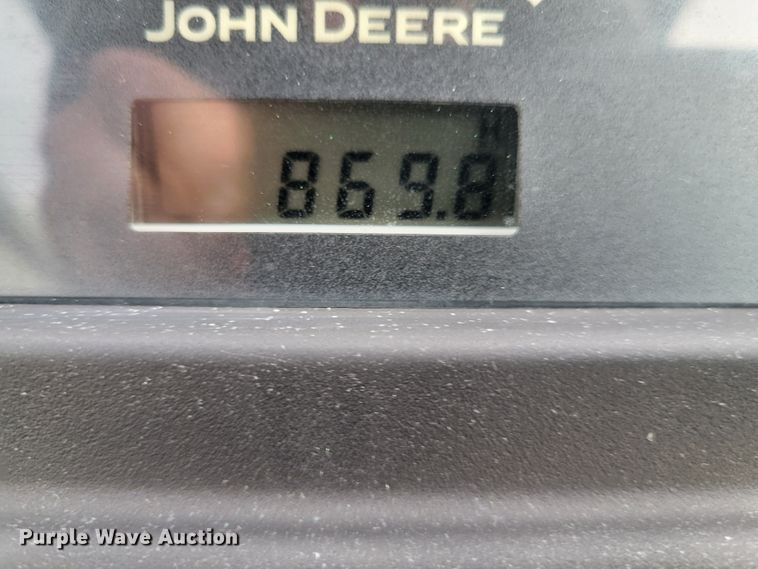 JOHN DEERE
H
869.8
Purple Wave Auction